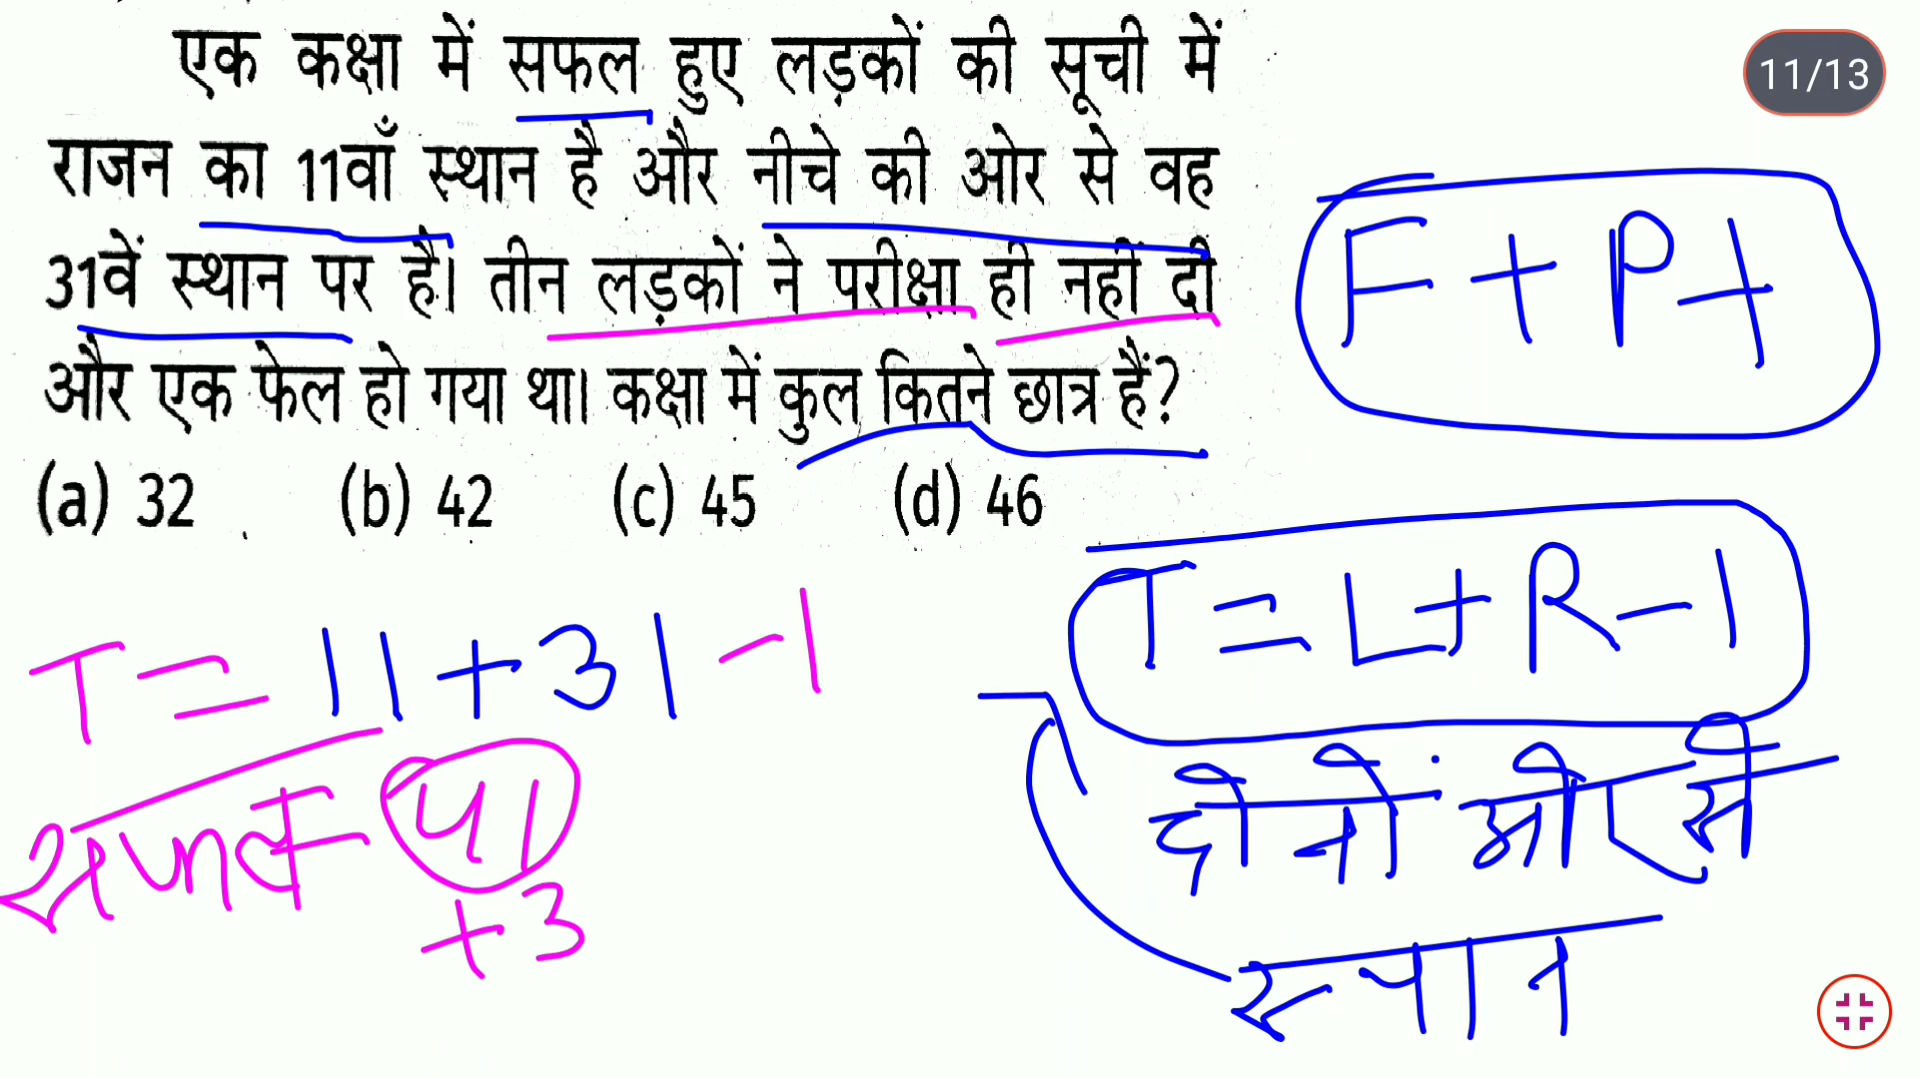 एक कक्षा में सफल हुए लड़कों की सूची में
राजन का 11वाँ स्थान है और नीचे की ओर से वह
31वें स्थान पर है। तीन लड़कों ने परीक्षा ही नहीं दी
और एक फेल हो गया था। कक्षा में कुल कितने छात्र हैं?
(a) 32 (b) 42 (c) 45 (d) 46
11/13
F + P +
T = L + R - 1
दोनों ओर से
स्थान
T = 11 + 31 - 1
सफल 41
+ 3